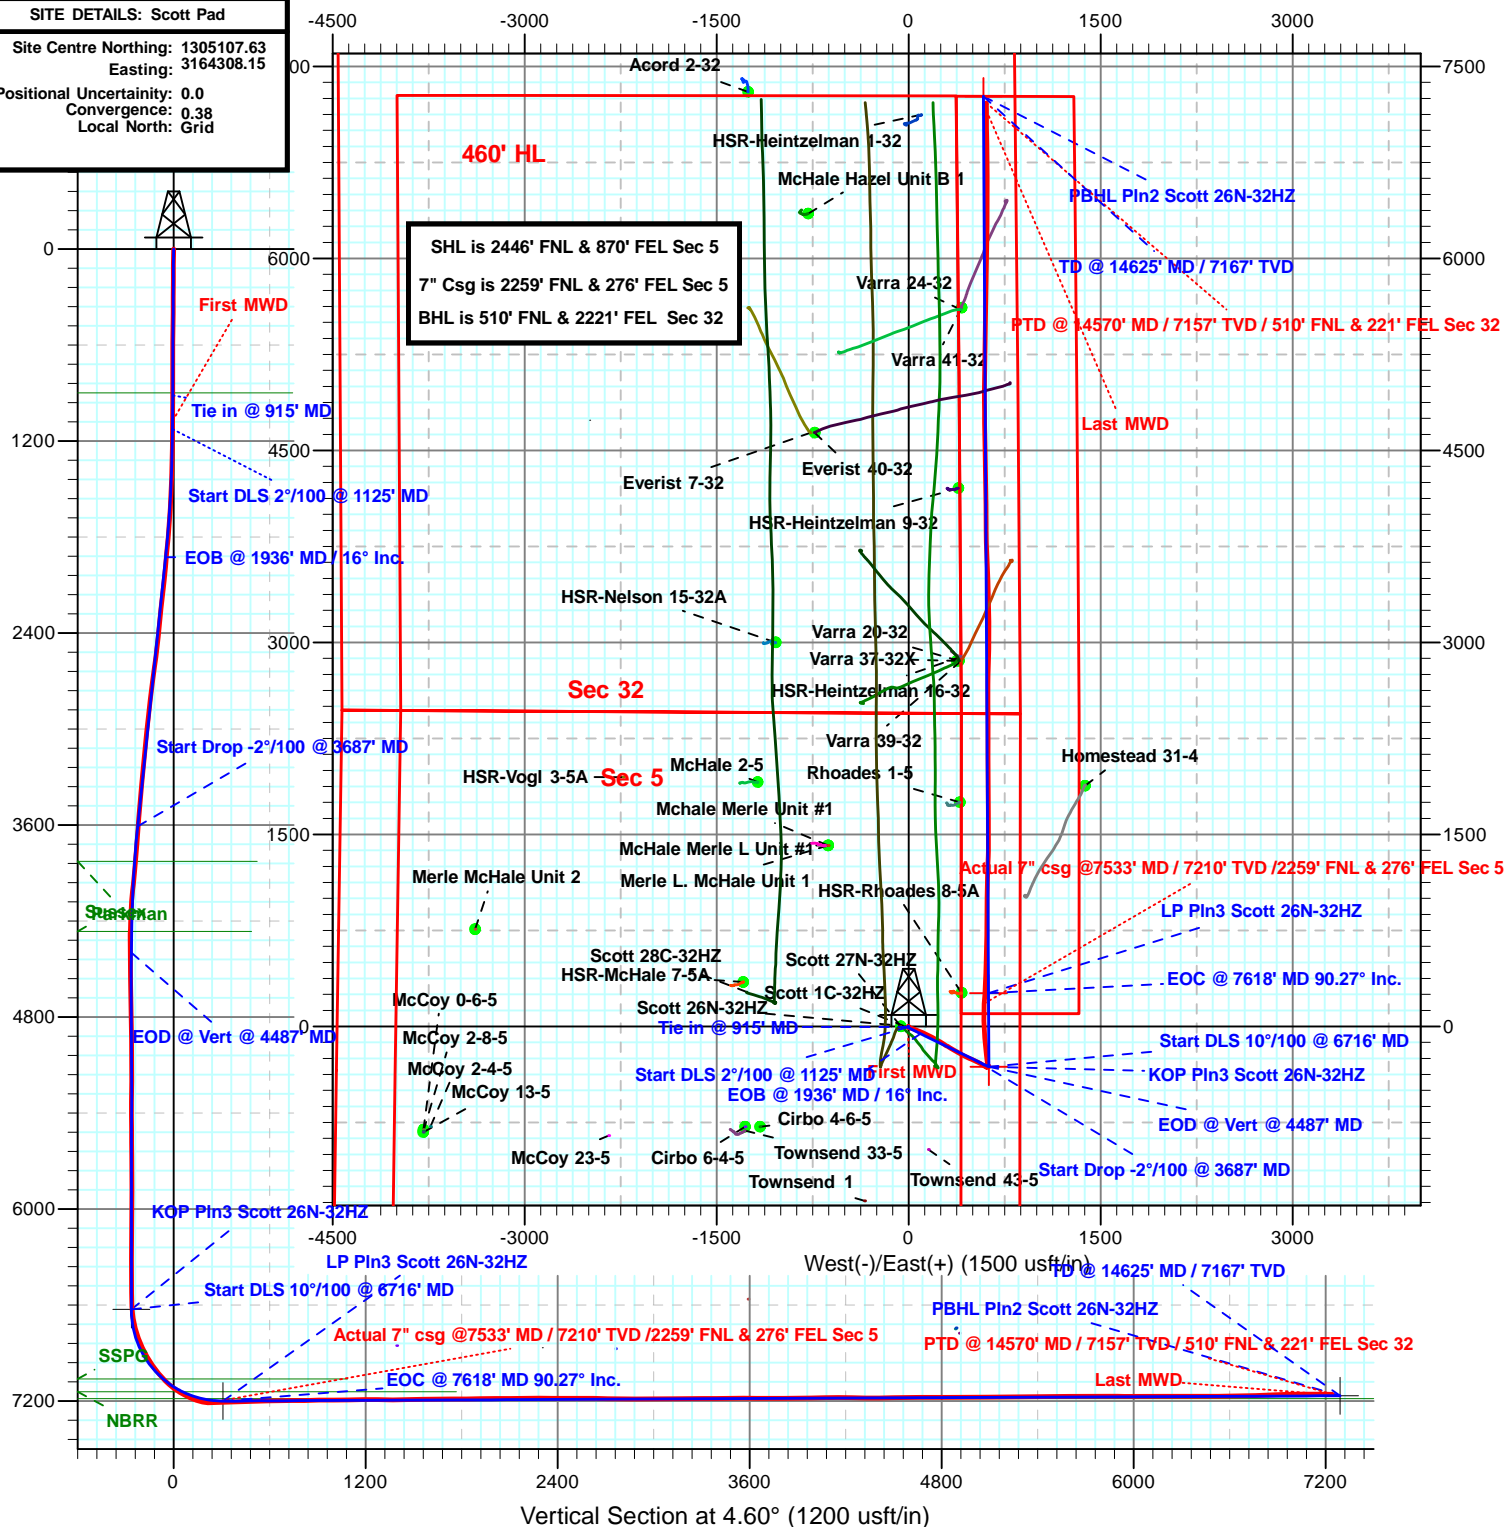 SITE DETAILS: Scott Pad
Site Centre Northing: 1305107.63
Easting: 3164308.15
Positional Uncertainity: 0.0
Convergence: 0.38
Local North: Grid
-4500 -3000 -1500 0 1500 3000
7500
6000
4500
3000
1500
0
7500
6000
4500
3000
1500
0
-4500 -3000 -1500 0 1500 3000
West(-)/East(+) (1500 usft/in)
Acord 2-32
HSR-Heintzelman 1-32
460' HL
McHale Hazel Unit B 1
PBHL Pln2 Scott 26N-32HZ
SHL is 2446' FNL & 870' FEL Sec 5
7" Csg is 2259' FNL & 276' FEL Sec 5
BHL is 510' FNL & 2221' FEL Sec 32
TD @ 14625' MD / 7167' TVD
Varra 24-32
PTD @ 14570' MD / 7157' TVD / 510' FNL & 221' FEL Sec 32
Varra 41-32
Last MWD
Everist 40-32
Everist 7-32
HSR-Heintzelman 9-32
HSR-Nelson 15-32A
Varra 20-32
Varra 37-32X
HSR-Heintzelman 16-32
Sec 32
Varra 39-32
Homestead 31-4
McHale 2-5
Rhoades 1-5
HSR-Vogl 3-5A
Sec 5
Mchale Merle Unit #1
McHale Merle L Unit #1
Merle L. McHale Unit 1
Actual 7" csg @7533' MD / 7210' TVD /2259' FNL & 276' FEL Sec 5
Merle McHale Unit 2
HSR-Rhoades 8-5A
LP Pln3 Scott 26N-32HZ
Scott 28C-32HZ
Scott 27N-32HZ
HSR-McHale 7-5A
EOC @ 7618' MD 90.27° Inc.
McCoy 0-6-5
Scott 1C-32HZ
Scott 26N-32HZ
Tie in @ 915' MD
McCoy 2-8-5
Start DLS 10°/100 @ 6716' MD
McCoy 2-4-5
Start DLS 2°/100 @ 1125' MD
First MWD
KOP Pln3 Scott 26N-32HZ
McCoy 13-5
EOB @ 1936' MD / 16° Inc.
Cirbo 4-6-5
EOD @ Vert @ 4487' MD
McCoy 23-5
Cirbo 6-4-5
Townsend 33-5
Start Drop -2°/100 @ 3687' MD
Townsend 1
Townsend 43-5
0
1200
2400
3600
4800
6000
7200
First MWD
Tie in @ 915' MD
Start DLS 2°/100 @ 1125' MD
EOB @ 1936' MD / 16° Inc.
Start Drop -2°/100 @ 3687' MD
Sussex
Parkman
EOD @ Vert @ 4487' MD
KOP Pln3 Scott 26N-32HZ
LP Pln3 Scott 26N-32HZ
TD @ 14625' MD / 7167' TVD
Start DLS 10°/100 @ 6716' MD
PBHL Pln2 Scott 26N-32HZ
Actual 7" csg @7533' MD / 7210' TVD /2259' FNL & 276' FEL Sec 5
PTD @ 14570' MD / 7157' TVD / 510' FNL & 221' FEL Sec 32
EOC @ 7618' MD 90.27° Inc.
Last MWD
NBRR
0 1200 2400 3600 4800 6000 7200
Vertical Section at 4.60° (1200 usft/in)